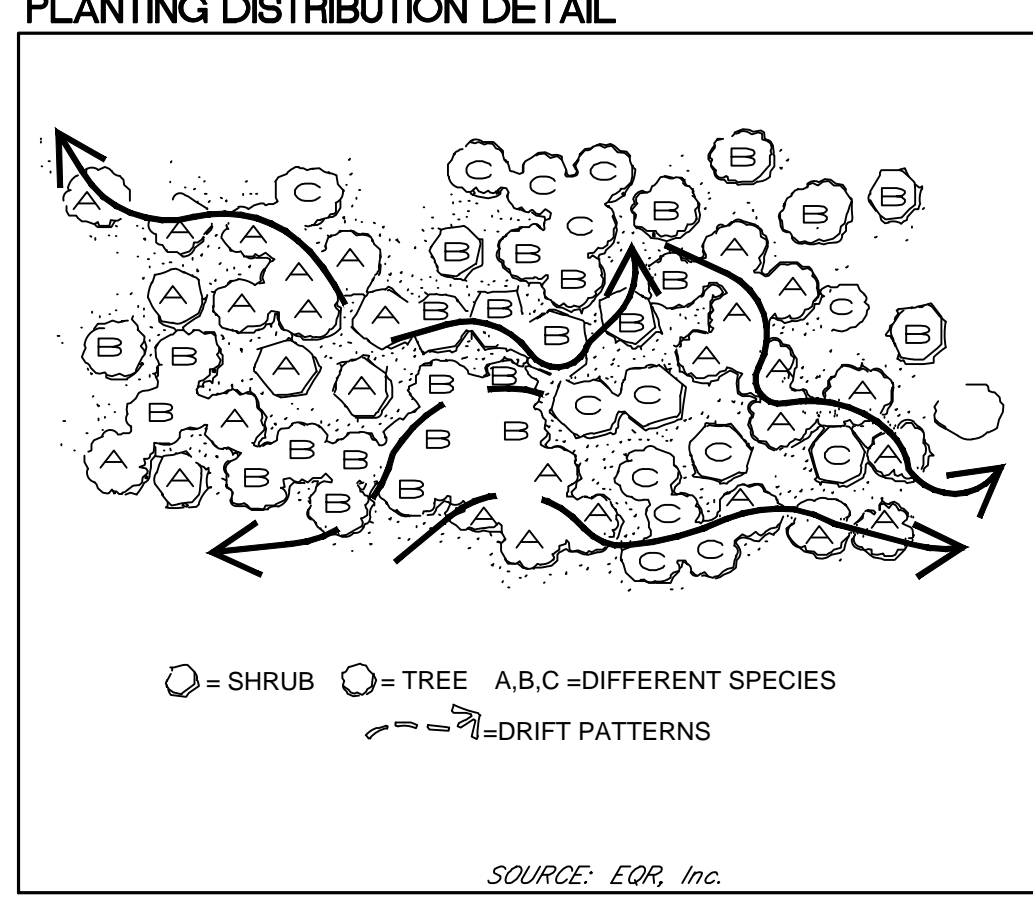 PLANTING DISTRIBUTION DETAIL
C C C B B
A C B B
A A C
A A B B B A
A A A B A C
A B B B B A B
B B A A A
A B B C C A
B A B B A C
A B B B A C C A
A B B C A
B A A C A A
A C C
= SHRUB = TREE A,B,C =DIFFERENT SPECIES
=DRIFT PATTERNS
SOURCE: EQR, Inc.